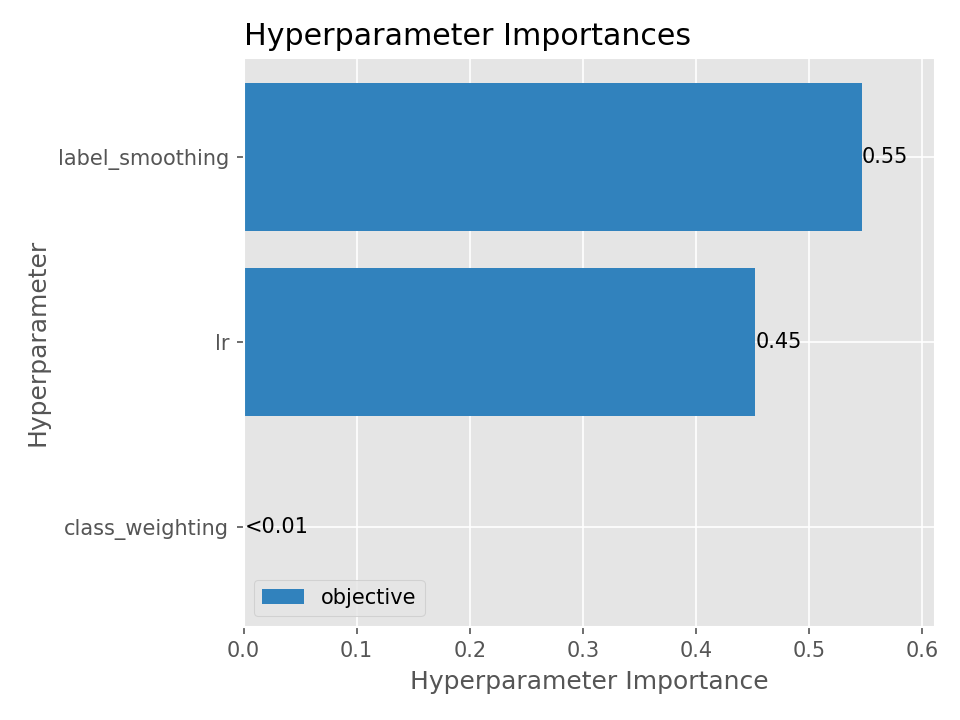 Hyperparameter Importances
label_smoothing
0.55
lr
0.45
class_weighting
<0.01
objective
0.0 0.1 0.2 0.3 0.4 0.5 0.6
Hyperparameter Importance
Hyperparameter